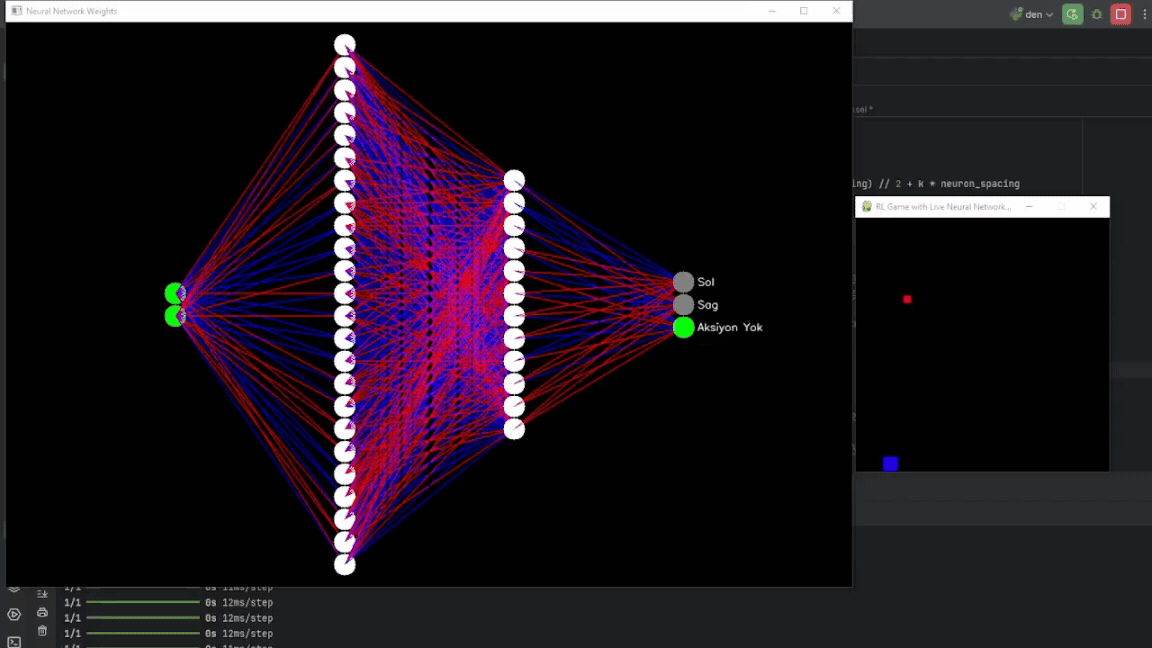 Neural Network Weights
den
sel*
ing) // 2 + k * neuron_spacing
RL Game with Live Neural Network...
Sol
Sag
Aksiyon Yok
1/1 0s 11ms/step
1/1 0s 12ms/step
1/1 0s 12ms/step
1/1 0s 12ms/step
1/1 0s 11ms/step